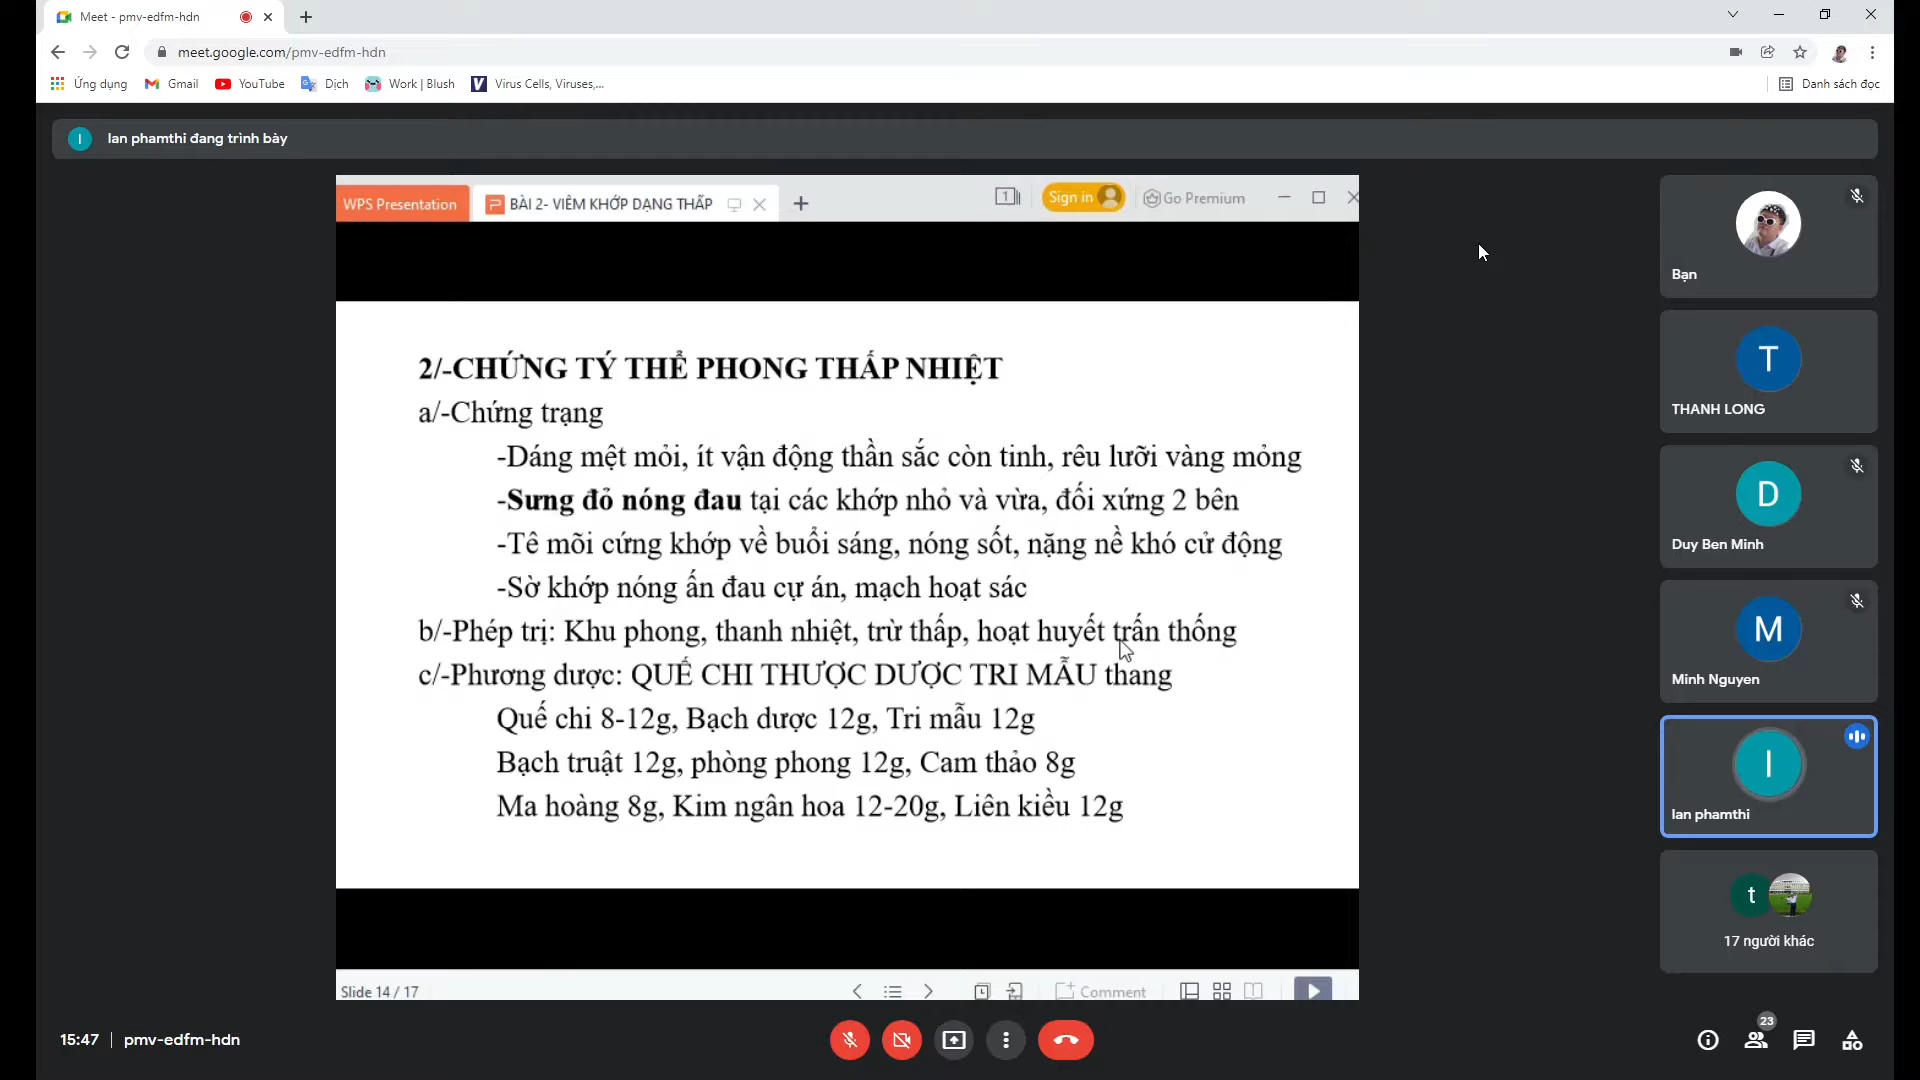 Meet - pmv-edfm-hdn
meet.google.com/pmv-edfm-hdn
Ứng dụng
Gmail
YouTube
Dịch
Work | Blush
Virus Cells, Viruses,...
Danh sách đọc
I
lan phamthi đang trình bày
WPS Presentation
BÀI 2- VIÊM KHỚP DẠNG THẤP
1
Sign in
Go Premium
2/-CHỨNG TÝ THỂ PHONG THẤP NHIỆT
a/-Chứng trạng
-Dáng mệt mỏi, ít vận động thần sắc còn tinh, rêu lưỡi vàng mỏng
-Sưng đỏ nóng đau tại các khớp nhỏ và vừa, đối xứng 2 bên
-Tê mõi cứng khớp về buổi sáng, nóng sốt, nặng nề khó cử động
-Sờ khớp nóng ấn đau cự án, mạch hoạt sác
b/-Phép trị: Khu phong, thanh nhiệt, trừ thấp, hoạt huyết trấn thống
c/-Phương dược: QUẾ CHI THƯỢC DƯỢC TRI MẪU thang
Quế chi 8-12g, Bạch dược 12g, Tri mẫu 12g
Bạch truật 12g, phòng phong 12g, Cam thảo 8g
Ma hoàng 8g, Kim ngân hoa 12-20g, Liên kiều 12g
Slide 14 / 17
Comment
Bạn
T
THANH LONG
D
Duy Ben Minh
M
Minh Nguyen
I
lan phamthi
t
17 người khác
15:47 | pmv-edfm-hdn
23